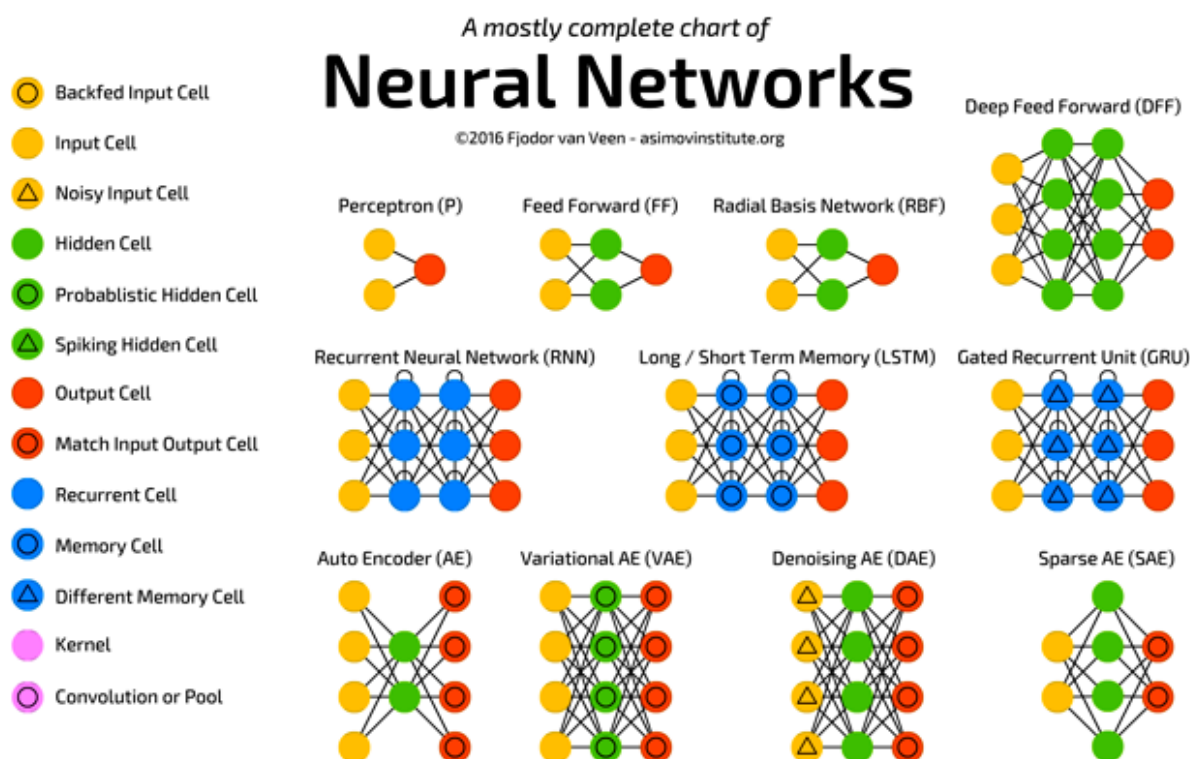 A mostly complete chart of
Neural Networks
©2016 Fjodor van Veen - asimovinstitute.org
Backfed Input Cell
Input Cell
Noisy Input Cell
Hidden Cell
Probablistic Hidden Cell
Spiking Hidden Cell
Output Cell
Match Input Output Cell
Recurrent Cell
Memory Cell
Different Memory Cell
Kernel
Convolution or Pool
Deep Feed Forward (DFF)
Perceptron (P)
Feed Forward (FF)
Radial Basis Network (RBF)
Recurrent Neural Network (RNN)
Long / Short Term Memory (LSTM)
Gated Recurrent Unit (GRU)
Auto Encoder (AE)
Variational AE (VAE)
Denoising AE (DAE)
Sparse AE (SAE)